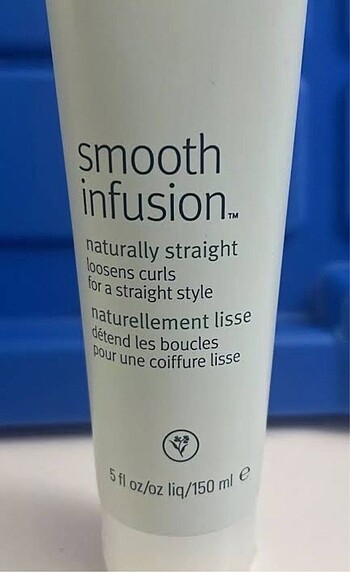 smooth
infusion™
naturally straight
loosens curls
for a straight style
naturellement lisse
détend les boucles
pour une coiffure lisse
5 fl oz/oz liq/150 ml ℮